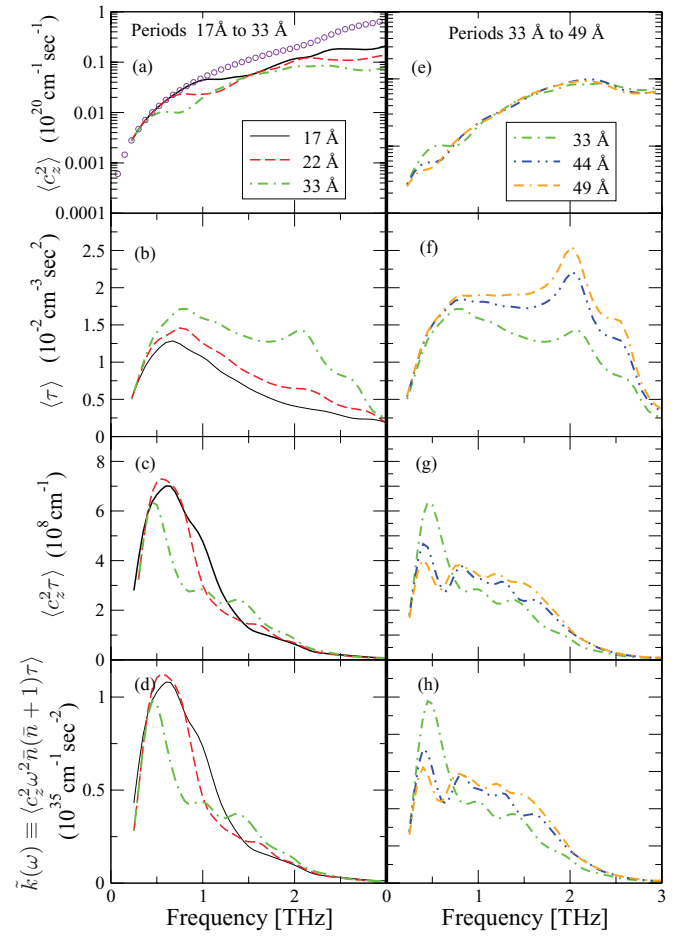 Periods 17Å to 33 Å
(a)
⟨c_z^2⟩ (10^20 cm^-1 sec^-1)
0.1
0.01
0.001
0.0001
17 Å
22 Å
33 Å
Periods 33 Å to 49 Å
(e)
33 Å
44 Å
49 Å
(b)
⟨τ⟩ (10^-2 cm^-3 sec^2)
2.5
2
1.5
1
0.5
0
(f)
(c)
⟨c_z^2 τ⟩ (10^8 cm^-1)
8
6
4
2
0
(g)
(d)
k̃(ω) ≡ ⟨c_z^2 ω^2 n̄(n̄ + 1)τ⟩
(10^35 cm^-1 sec^-2)
1
0.5
0
(h)
0 1 2 0 1 2 3
Frequency [THz] Frequency [THz]